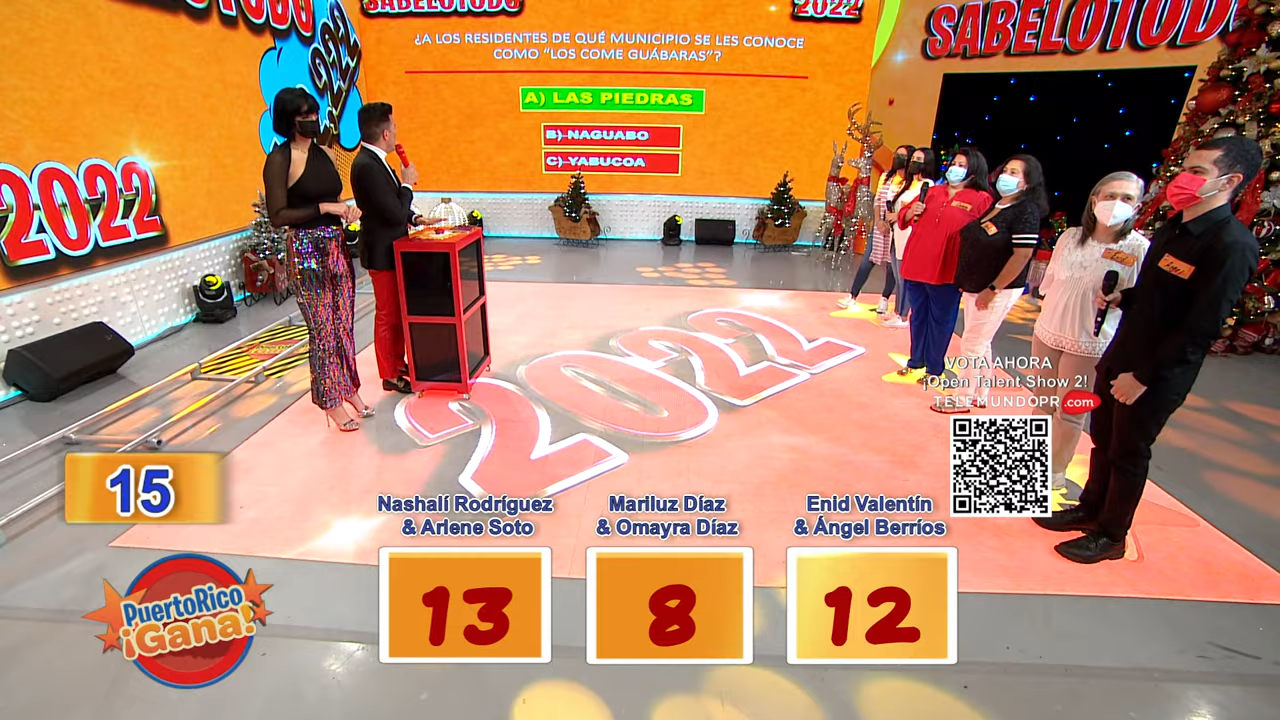 SABELOTODO
2022
SABELOTODO
2022
¿A LOS RESIDENTES DE QUÉ MUNICIPIO SE LES CONOCE
COMO “LOS COME GUÁBARAS”?
A) LAS PIEDRAS
B) NAGUABO
C) YABUCOA
2022
2022
VOTA AHORA
¡Open Talent Show 2!
TELEMUNDOPR.com
15
Nashalí Rodríguez
& Arlene Soto
Mariluz Díaz
& Omayra Díaz
Enid Valentín
& Ángel Berríos
13
8
12
PuertoRico
¡Gana!